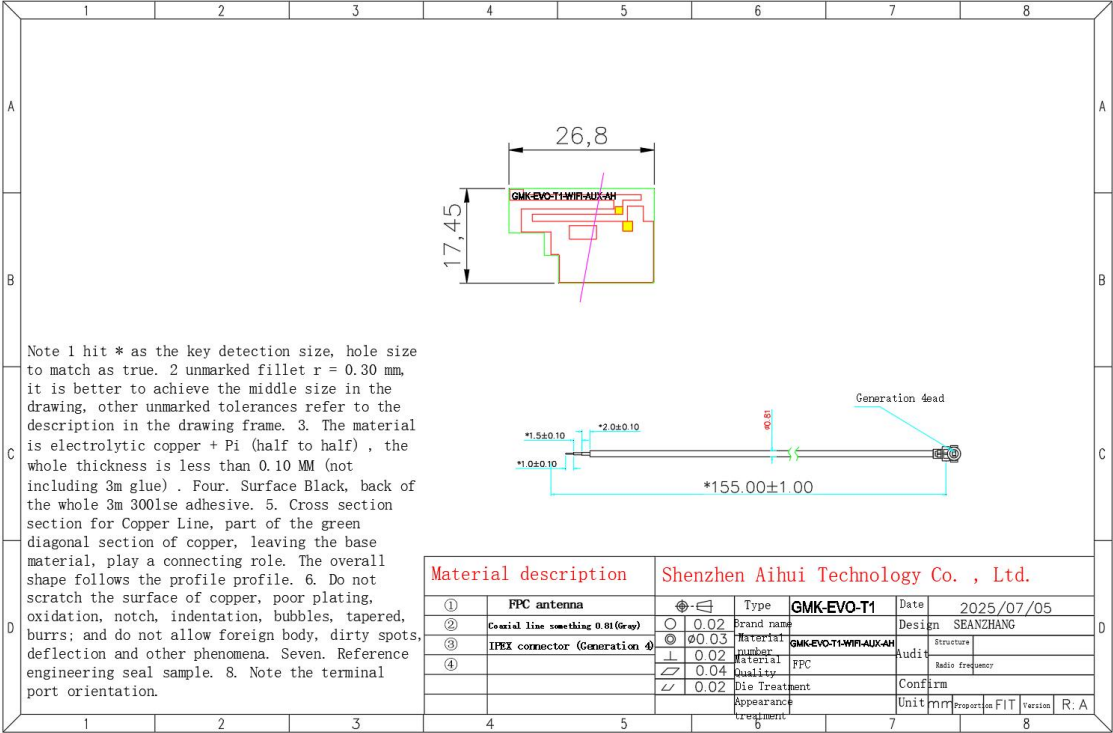 1 2 3 4 5 6 7 8
A A
26,8
GMK-EVO-T1-WIFI-AUX-AH
17,45
B B
Note 1 hit * as the key detection size, hole size
to match as true. 2 unmarked fillet r = 0.30 mm,
it is better to achieve the middle size in the
drawing, other unmarked tolerances refer to the
description in the drawing frame. 3. The material
is electrolytic copper + Pi (half to half) , the
whole thickness is less than 0.10 MM (not
including 3m glue) . Four. Surface Black, back of
the whole 3m 300lse adhesive. 5. Cross section
section for Copper Line, part of the green
diagonal section of copper, leaving the base
material, play a connecting role. The overall
shape follows the profile profile. 6. Do not
scratch the surface of copper, poor plating,
oxidation, notch, indentation, bubbles, tapered,
burrs; and do not allow foreign body, dirty spots,
deflection and other phenomena. Seven. Reference
engineering seal sample. 8. Note the terminal
port orientation.
Generation 4ead
*1.5±0.10
*2.0±0.10
ø0.81
*1.0±0.10
*155.00±1.00
C C
Material description
① FPC antenna
② Coaxial line something 0.81(Gray)
③ IPEX connector (Generation 4)
④
Shenzhen Aihui Technology Co. , Ltd.
Type GMK-EVO-T1 Date 2025/07/05
0.02 Brand name Design SEANZHANG
ø0.03 Material number GMK-EVO-T1-WIFI-AUX-AH Audit Structure
0.02 Material Quality FPC Radio frequency
0.04
0.02 Die Treatment Confirm
Appearance treatment Unit mm Proportion FIT Version R: A
D D
1 2 3 4 5 6 7 8